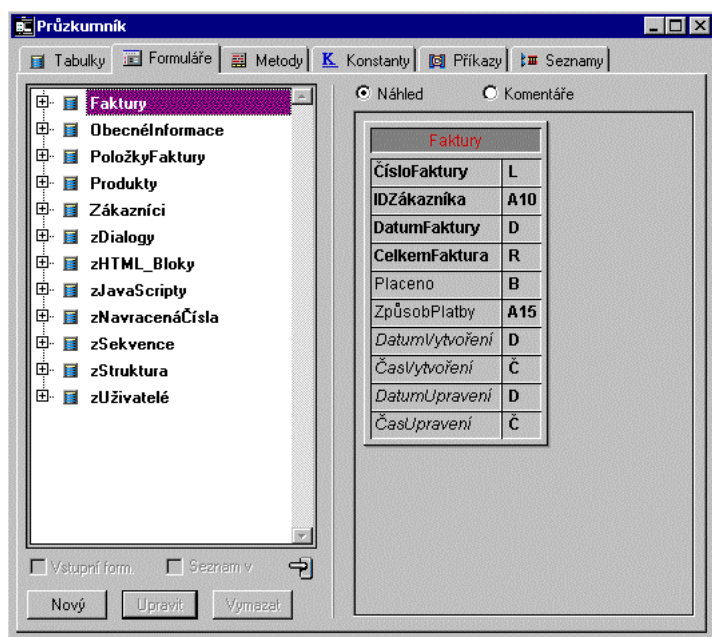 Průzkumník
Tabulky Formuláře Metody K Konstanty Příkazy Seznamy
Faktury
ObecnéInformace
PoložkyFaktury
Produkty
Zákazníci
zDialogy
zHTML_Bloky
zJavaScripty
zNavracenáČísla
zSekvence
zStruktura
zUživatelé
Vstupní form. Seznam v
Nový Upravit Vymazat
Náhled Komentáře
Faktury
ČísloFaktury L
IDZákazníka A10
DatumFaktury D
CelkemFaktura R
Placeno B
ZpůsobPlatby A15
DatumVytvoření D
ČasVytvoření Č
DatumUpravení D
ČasUpravení Č